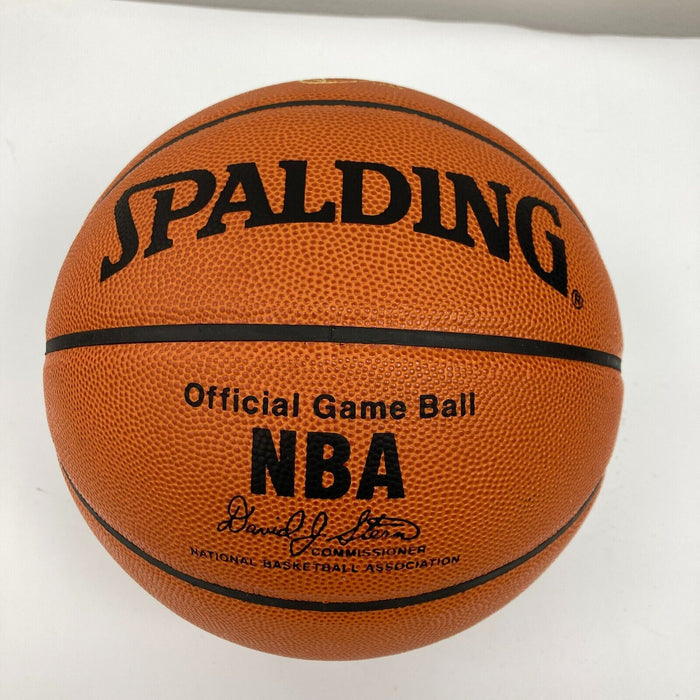 SPALDING®
Official Game Ball
NBA
David J. Stern
COMMISSIONER
NATIONAL BASKETBALL ASSOCIATION